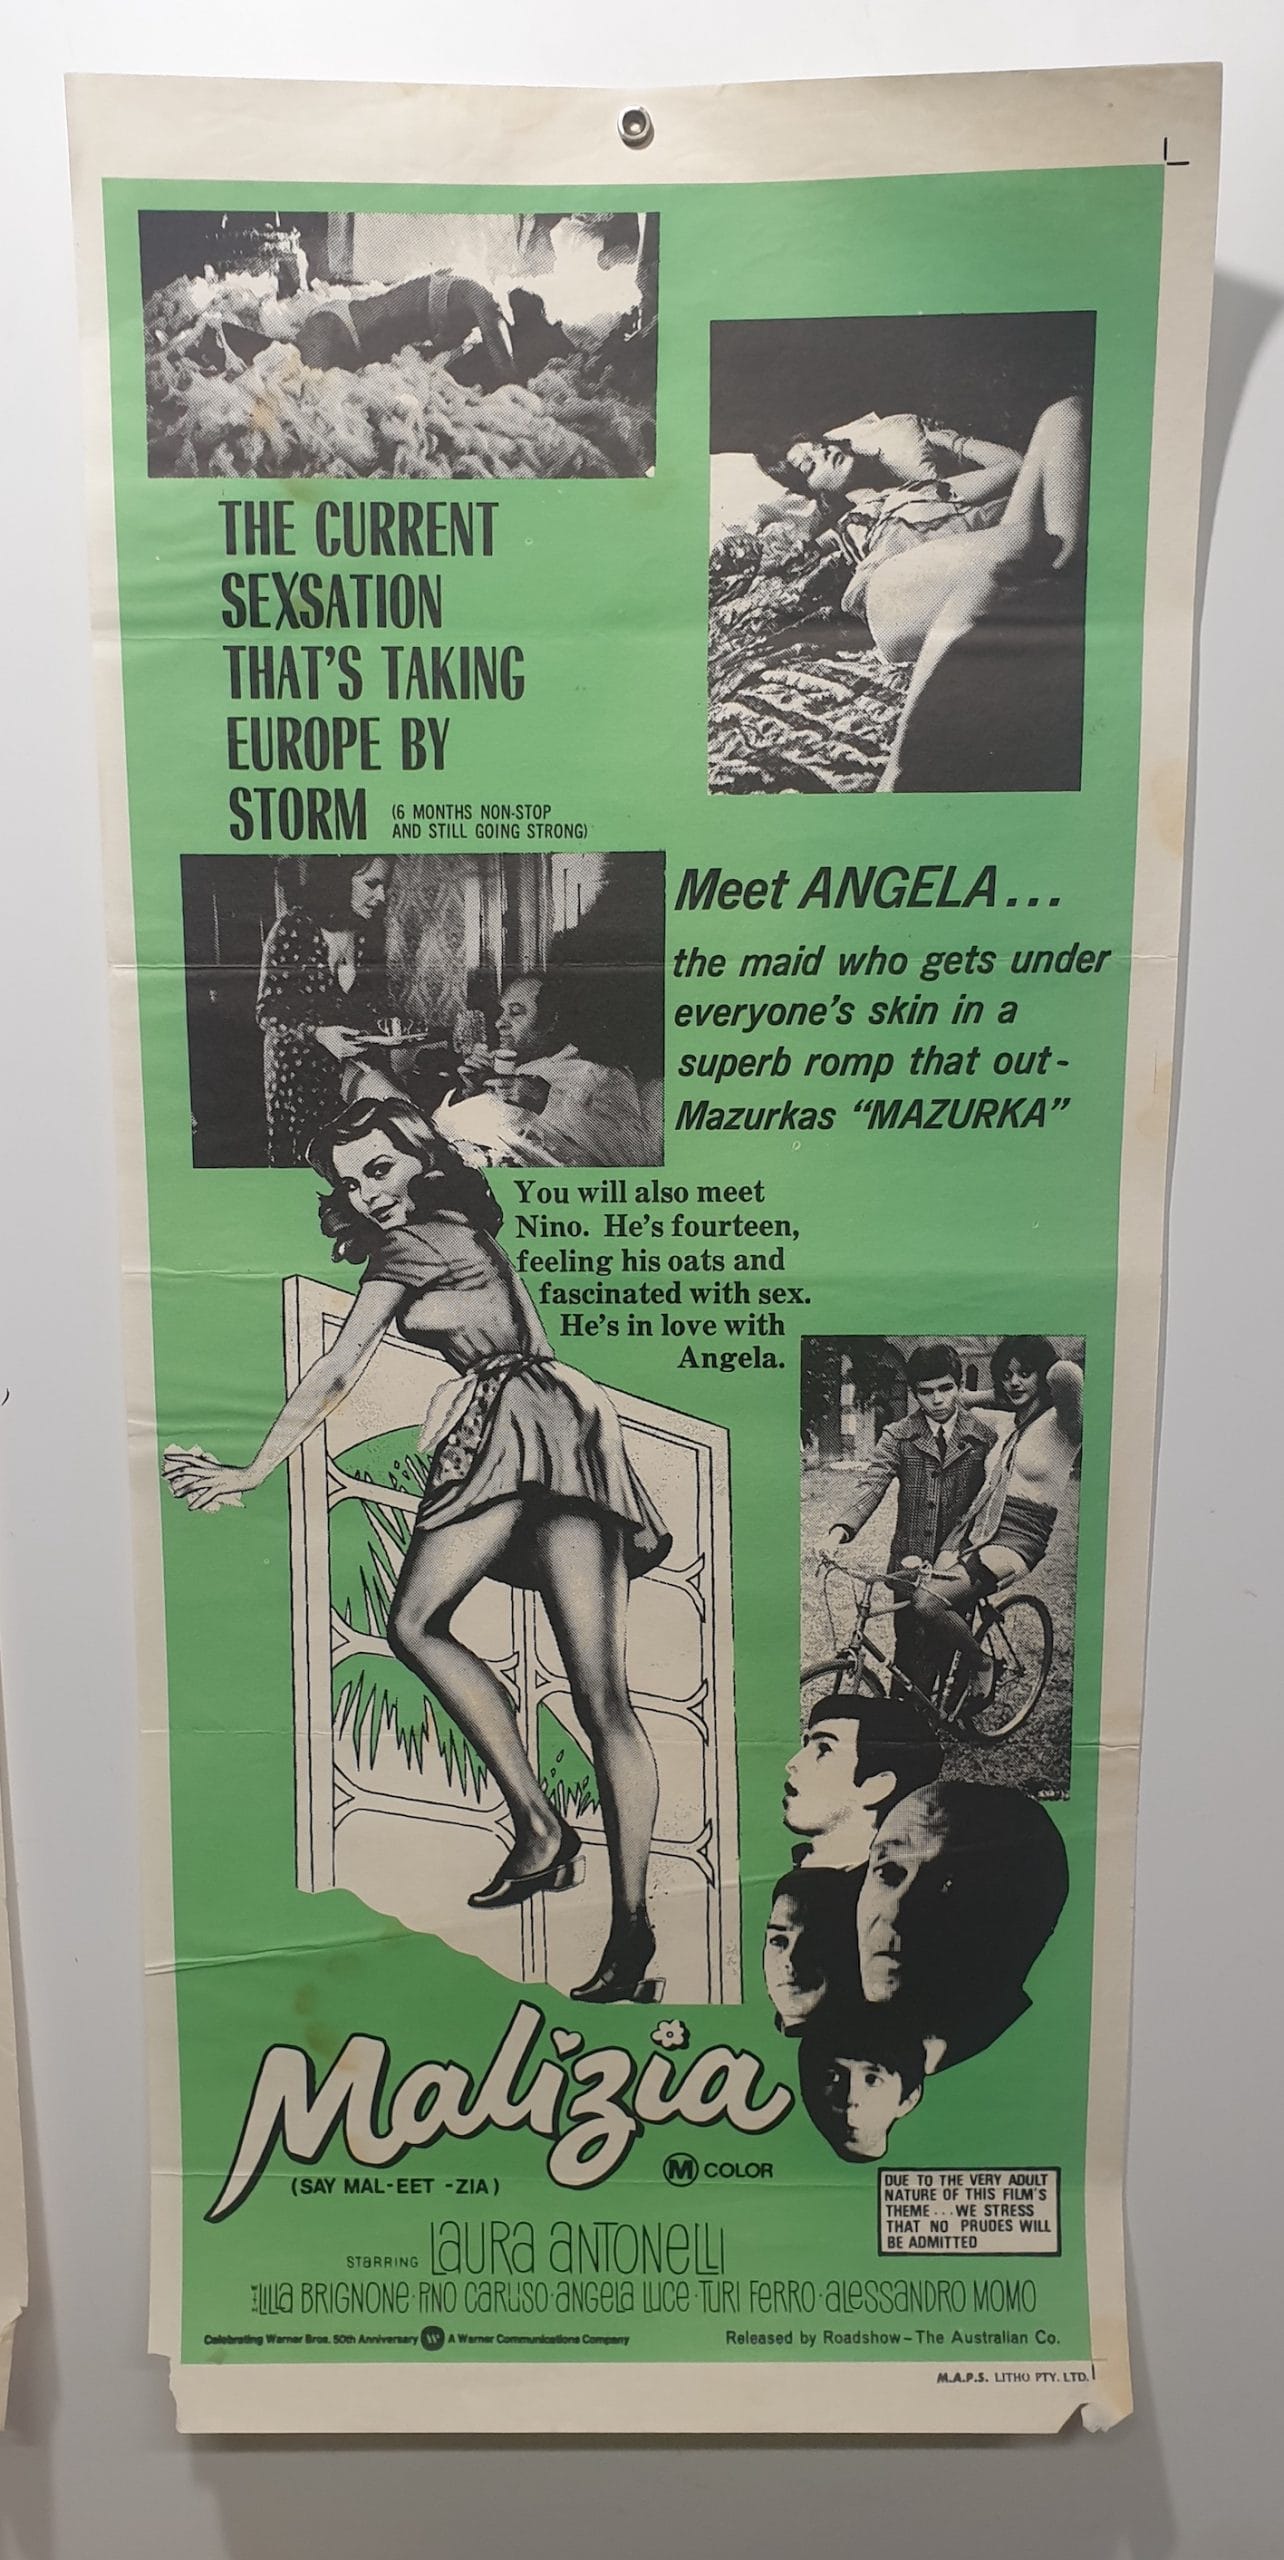 THE CURRENT
SEXSATION
THAT'S TAKING
EUROPE BY
STORM (6 MONTHS NON-STOP
AND STILL GOING STRONG)
Meet ANGELA...
the maid who gets under
everyone's skin in a
superb romp that out-
Mazurkas "MAZURKA"
You will also meet
Nino. He's fourteen,
feeling his oats and
fascinated with sex.
He's in love with
Angela.
Malizia
(SAY MAL-EET -ZIA)
M COLOR
DUE TO THE VERY ADULT
NATURE OF THIS FILM'S
THEME...WE STRESS
THAT NO PRUDES WILL
BE ADMITTED
STARRING LAURA ANTONELLI
LILLA BRIGNONE·PINO CARUSO·ANGELA LUCE·TURI FERRO·ALESSANDRO MOMO
Celebrating Warner Bros. 50th Anniversary W A Warner Communications Company
Released by Roadshow-The Australian Co.
M.A.P.S. LITHO PTY. LTD.